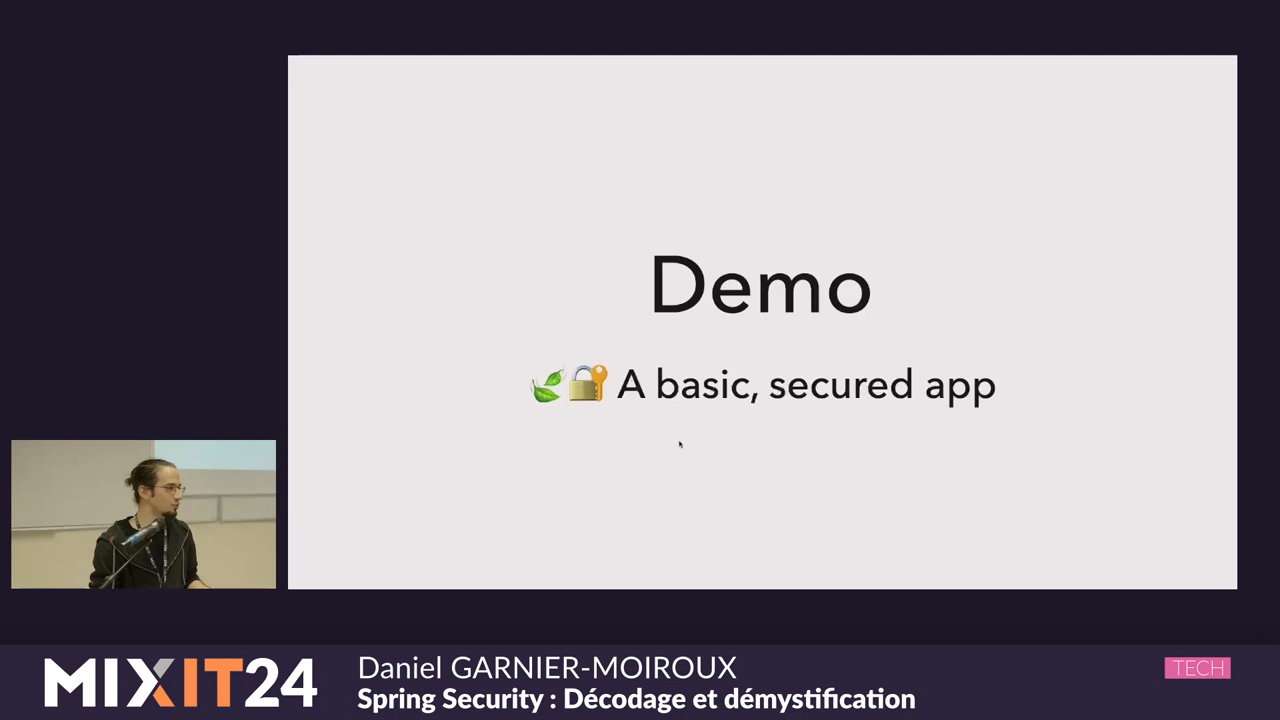 Demo
🍃🔐 A basic, secured app
MIXIT24
Daniel GARNIER-MOIROUX
Spring Security : Décodage et démystification
TECH